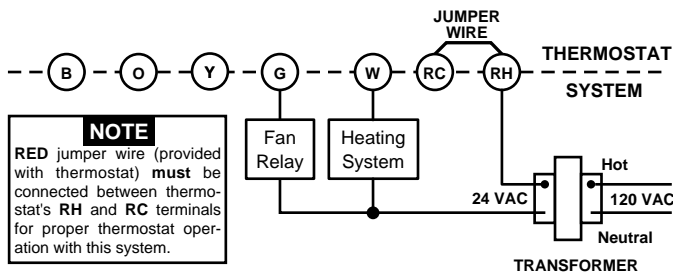 JUMPER
WIRE
B O Y G W RC RH
THERMOSTAT
SYSTEM
NOTE
RED jumper wire (provided
with thermostat) must be
connected between thermo-
stat's RH and RC terminals
for proper thermostat oper-
ation with this system.
Fan
Relay
Heating
System
24 VAC
Hot
120 VAC
Neutral
TRANSFORMER